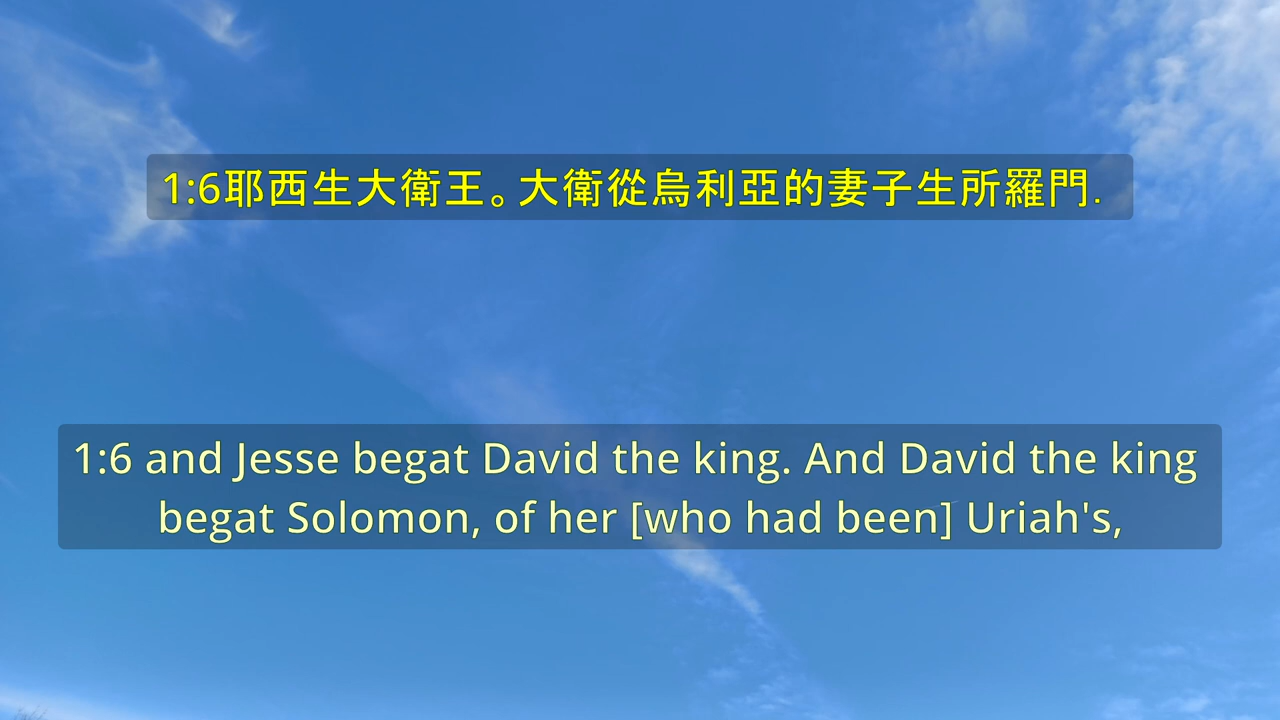 1:6耶西生大衛王。大衛從烏利亞的妻子生所羅門.
1:6 and Jesse begat David the king. And David the king
begat Solomon, of her [who had been] Uriah's,